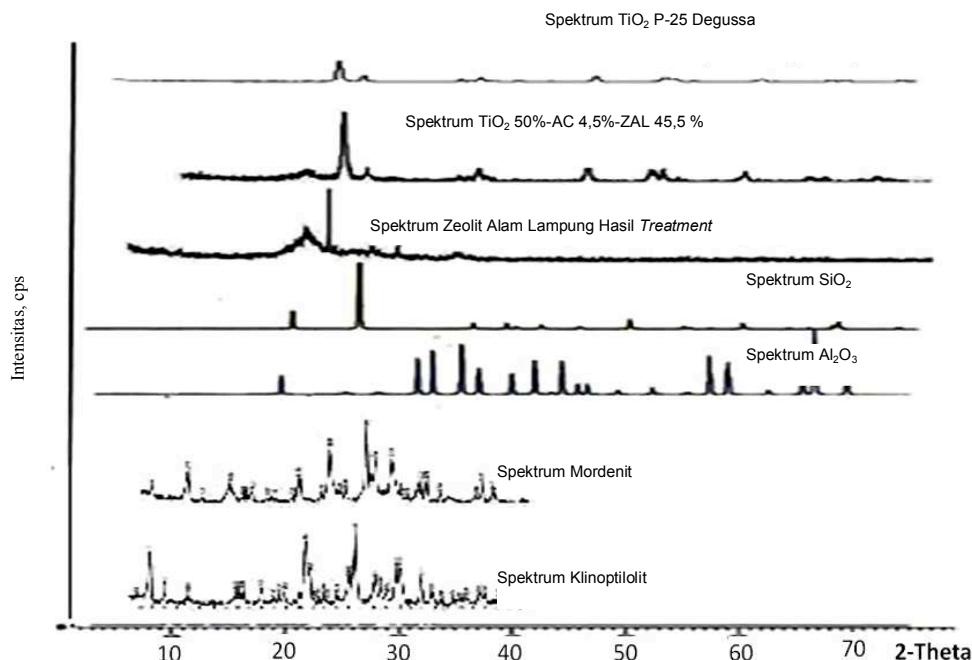 Spektrum TiO₂ P-25 Degussa
Spektrum TiO₂ 50%-AC 4,5%-ZAL 45,5 %
Spektrum Zeolit Alam Lampung Hasil Treatment
Spektrum SiO₂
Intensitas, cps
Spektrum Al₂O₃
Spektrum Mordenit
Spektrum Klinoptilolit
10 20 30 40 50 60 70 2-Theta